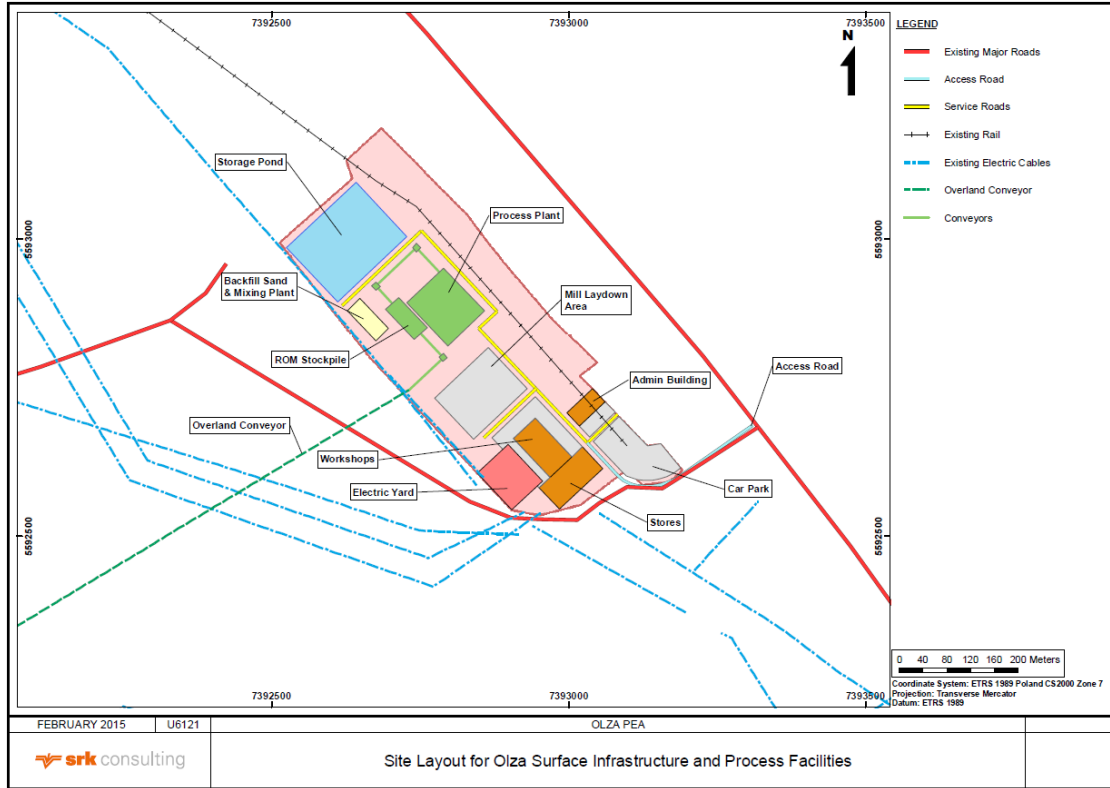 7392500
7393000
7393500
LEGEND
N
Existing Major Roads
Access Road
Service Roads
Existing Rail
Existing Electric Cables
Overland Conveyor
Conveyors
Storage Pond
Process Plant
5593000
5593000
Backfill Sand
& Mixing Plant
Mill Laydown
Area
ROM Stockpile
Admin Building
Access Road
Overland Conveyor
Workshops
Electric Yard
Car Park
Stores
5592500
5592500
0 40 80 120 160 200 Meters
Coordinate System: ETRS 1989 Poland CS2000 Zone 7
Projection: Transverse Mercator
Datum: ETRS 1989
7392500
7393000
7393500
FEBRUARY 2015
U6121
OLZA PEA
srk consulting
Site Layout for Olza Surface Infrastructure and Process Facilities